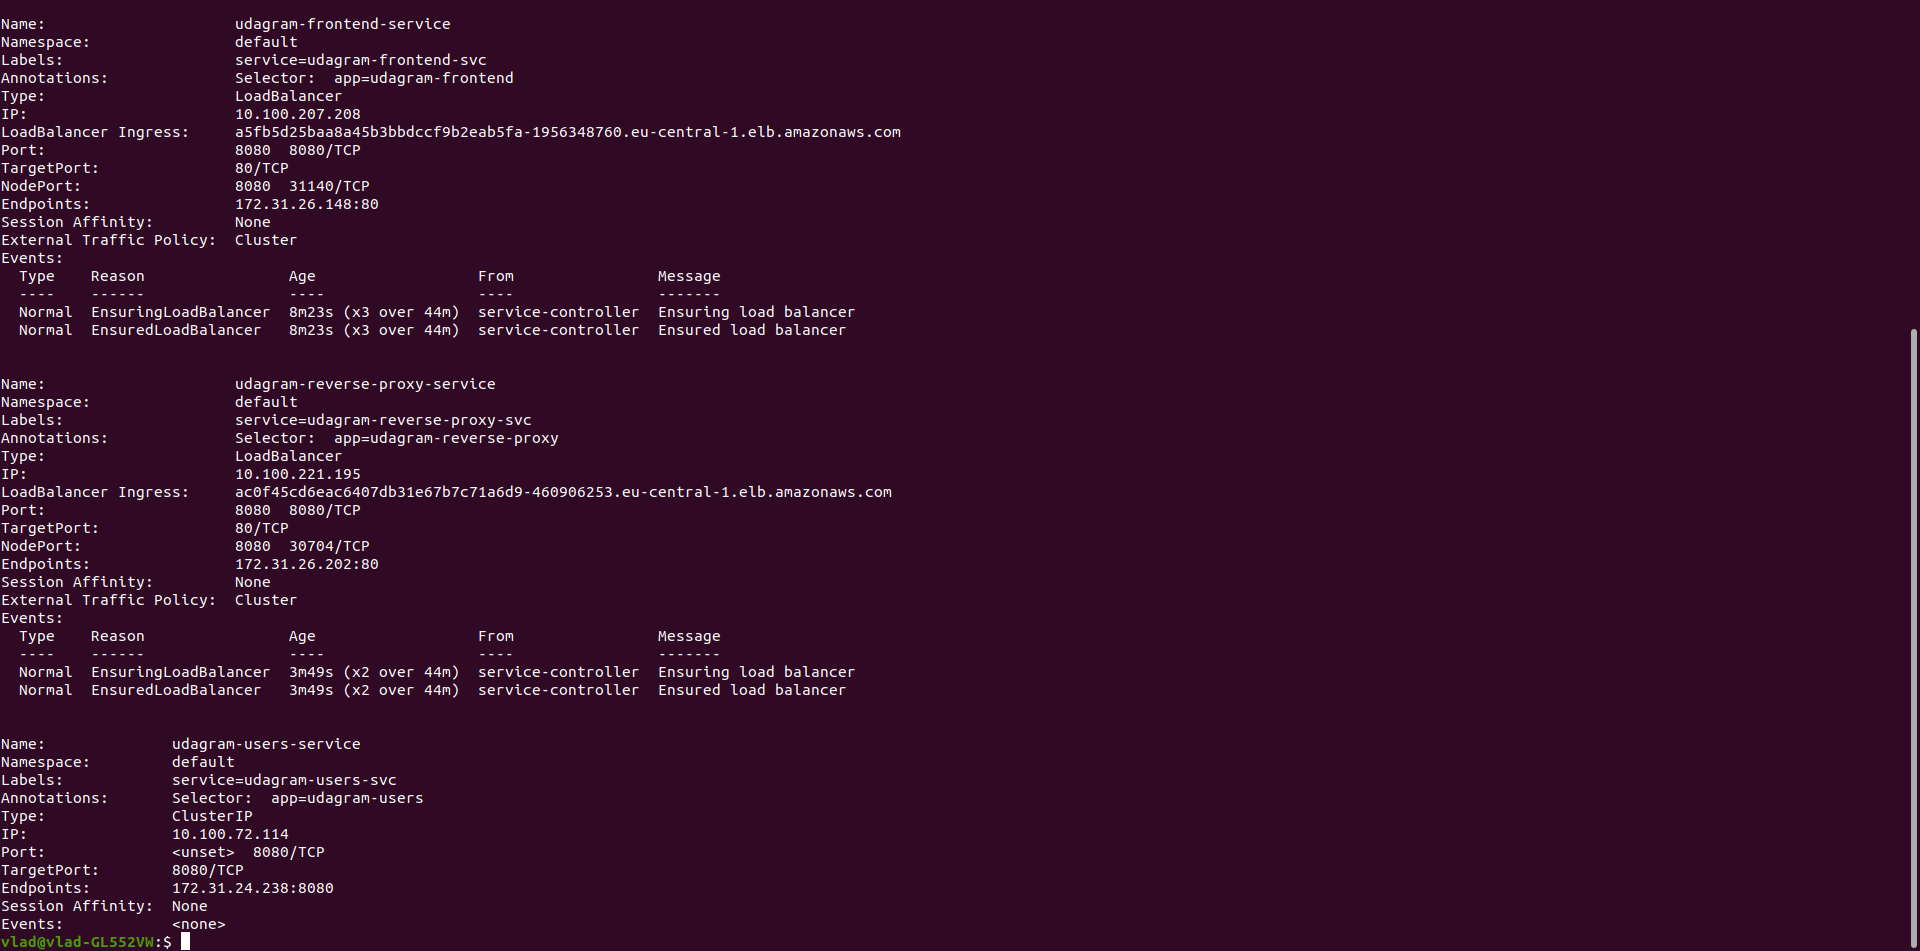 Name:                     udagram-frontend-service
Namespace:                default
Labels:                   service=udagram-frontend-svc
Annotations:              Selector:  app=udagram-frontend
Type:                     LoadBalancer
IP:                       10.100.207.208
LoadBalancer Ingress:     a5fb5d25baa8a45b3bbdccf9b2eab5fa-1956348760.eu-central-1.elb.amazonaws.com
Port:                     8080  8080/TCP
TargetPort:               80/TCP
NodePort:                 8080  31140/TCP
Endpoints:                172.31.26.148:80
Session Affinity:         None
External Traffic Policy:  Cluster
Events:
  Type    Reason                Age                  From                Message
  ----    ------                ----                 ----                -------
  Normal  EnsuringLoadBalancer  8m23s (x3 over 44m)  service-controller  Ensuring load balancer
  Normal  EnsuredLoadBalancer   8m23s (x3 over 44m)  service-controller  Ensured load balancer
Name:                     udagram-reverse-proxy-service
Namespace:                default
Labels:                   service=udagram-reverse-proxy-svc
Annotations:              Selector:  app=udagram-reverse-proxy
Type:                     LoadBalancer
IP:                       10.100.221.195
LoadBalancer Ingress:     ac0f45cd6eac6407db31e67b7c71a6d9-460906253.eu-central-1.elb.amazonaws.com
Port:                     8080  8080/TCP
TargetPort:               80/TCP
NodePort:                 8080  30704/TCP
Endpoints:                172.31.26.202:80
Session Affinity:         None
External Traffic Policy:  Cluster
Events:
  Type    Reason                Age                  From                Message
  ----    ------                ----                 ----                -------
  Normal  EnsuringLoadBalancer  3m49s (x2 over 44m)  service-controller  Ensuring load balancer
  Normal  EnsuredLoadBalancer   3m49s (x2 over 44m)  service-controller  Ensured load balancer
Name:              udagram-users-service
Namespace:         default
Labels:            service=udagram-users-svc
Annotations:       Selector:  app=udagram-users
Type:              ClusterIP
IP:                10.100.72.114
Port:              <unset>  8080/TCP
TargetPort:        8080/TCP
Endpoints:         172.31.24.238:8080
Session Affinity:  None
Events:            <none>
vlad@vlad-GL552VW:$